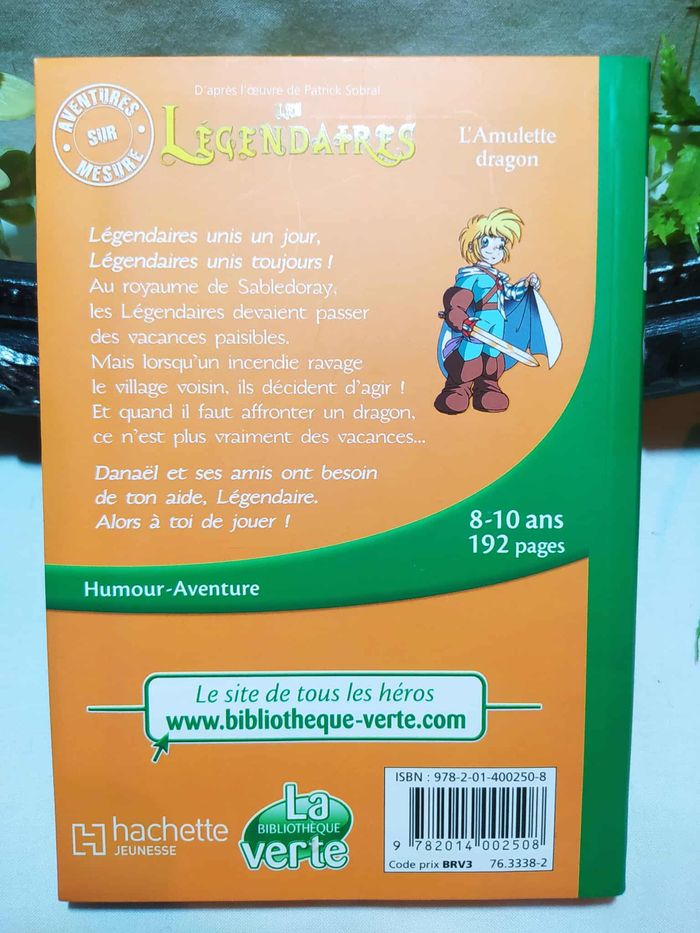 AVENTURES
SUR
MESURE
D'après l'œuvre de Patrick Sobral
LES
LÉGENDAIRES
L'Amulette
dragon
Légendaires unis un jour,
Légendaires unis toujours !
Au royaume de Sabledoray,
les Légendaires devaient passer
des vacances paisibles.
Mais lorsqu'un incendie ravage
le village voisin, ils décident d'agir !
Et quand il faut affronter un dragon,
ce n'est plus vraiment des vacances...
Danaël et ses amis ont besoin
de ton aide, Légendaire.
Alors à toi de jouer !
8-10 ans
192 pages
Humour-Aventure
Le site de tous les héros
www.bibliotheque-verte.com
hachette
JEUNESSE
La
BIBLIOTHÈQUE
verte
ISBN : 978-2-01-400250-8
9 782014 002508
Code prix BRV3 76.3338-2